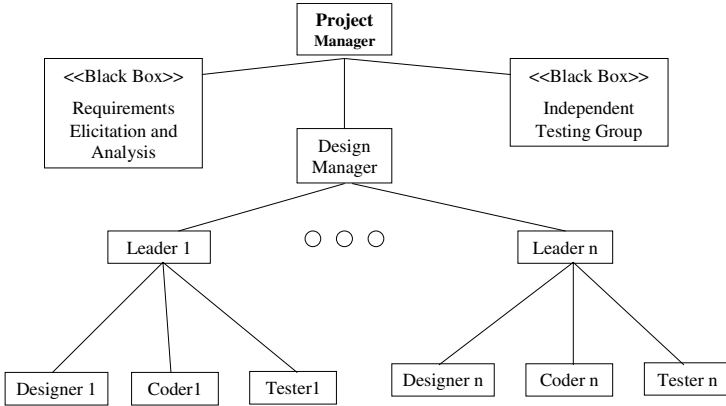 Project
Manager
<<Black Box>>
Requirements
Elicitation and
Analysis
<<Black Box>>
Independent
Testing Group
Design
Manager
Leader 1
Leader n
Designer 1
Coder1
Tester1
Designer n
Coder n
Tester n